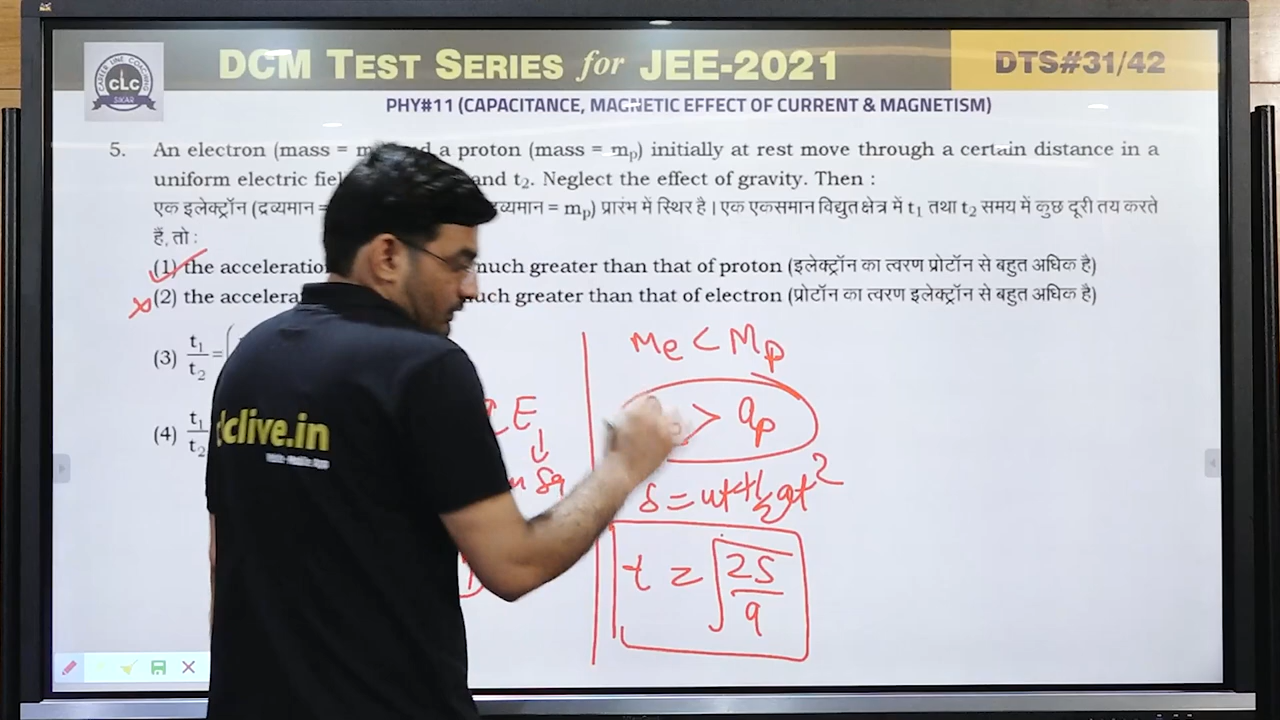 CAREER LINE COACHING
CLC
SIKAR
DCM TEST SERIES for JEE-2021
DTS#31/42
PHY#11 (CAPACITANCE, MAGNETIC EFFECT OF CURRENT & MAGNETISM)
5. An electron (mass = m a proton (mass = mp) initially at rest move through a certain distance in a
uniform electric and t2. Neglect the effect of gravity. Then :
एक इलेक्ट्रॉन (द्रव्यमान = = mp) प्रारंभ में स्थिर है। एक एकसमान विद्युत क्षेत्र में t1 तथा t2 समय में कुछ दूरी तय करते
हैं, तो :
(1) the much greater than that of proton (इलेक्ट्रॉन का त्वरण प्रोटॉन से बहुत अधिक है)
(2) the much greater than that of electron (प्रोटॉन का त्वरण इलेक्ट्रॉन से बहुत अधिक है)
(3) t1/t2 =
(4) t1/t2
E
me < mp
> ap
s = ut + 1/2 at2
t = √2s/a
clclive.in